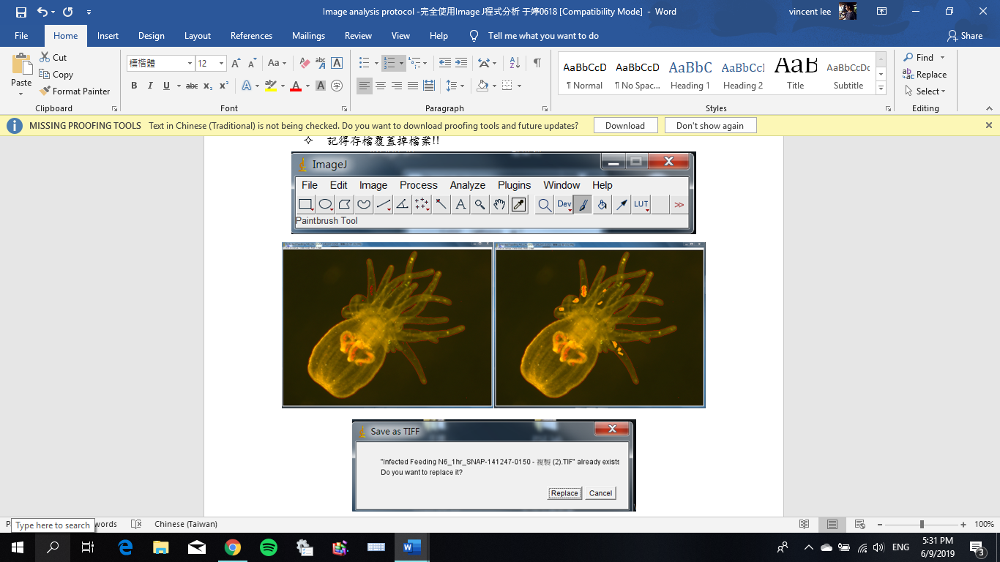 Image analysis protocol -完全使用Image J程式分析 于婷0618 [Compatibility Mode] - Word
vincent lee
File Home Insert Design Layout References Mailings Review View Help Tell me what you want to do Share
Paste
Cut
Copy
Format Painter
Clipboard
標楷體 12
Font
Paragraph
AaBbCcD AaBbCcD AaBbC AaBbCcI AaB AaBbCcDc
¶ Normal ¶ No Spac... Heading 1 Heading 2 Title Subtitle
Styles
Find
Replace
Select
Editing
MISSING PROOFING TOOLS Text in Chinese (Traditional) is not being checked. Do you want to download proofing tools and future updates? Download Don't show again
✧ 記得存檔覆蓋掉檔案!!
ImageJ
File Edit Image Process Analyze Plugins Window Help
Dev LUT >>
Paintbrush Tool
Save as TIFF
"Infected Feeding N6_1hr_SNAP-141247-0150 - 複製 (2).TIF" already exists
Do you want to replace it?
Replace Cancel
Type here to search
words Chinese (Taiwan) 100%
ENG
5:31 PM
6/9/2019
3